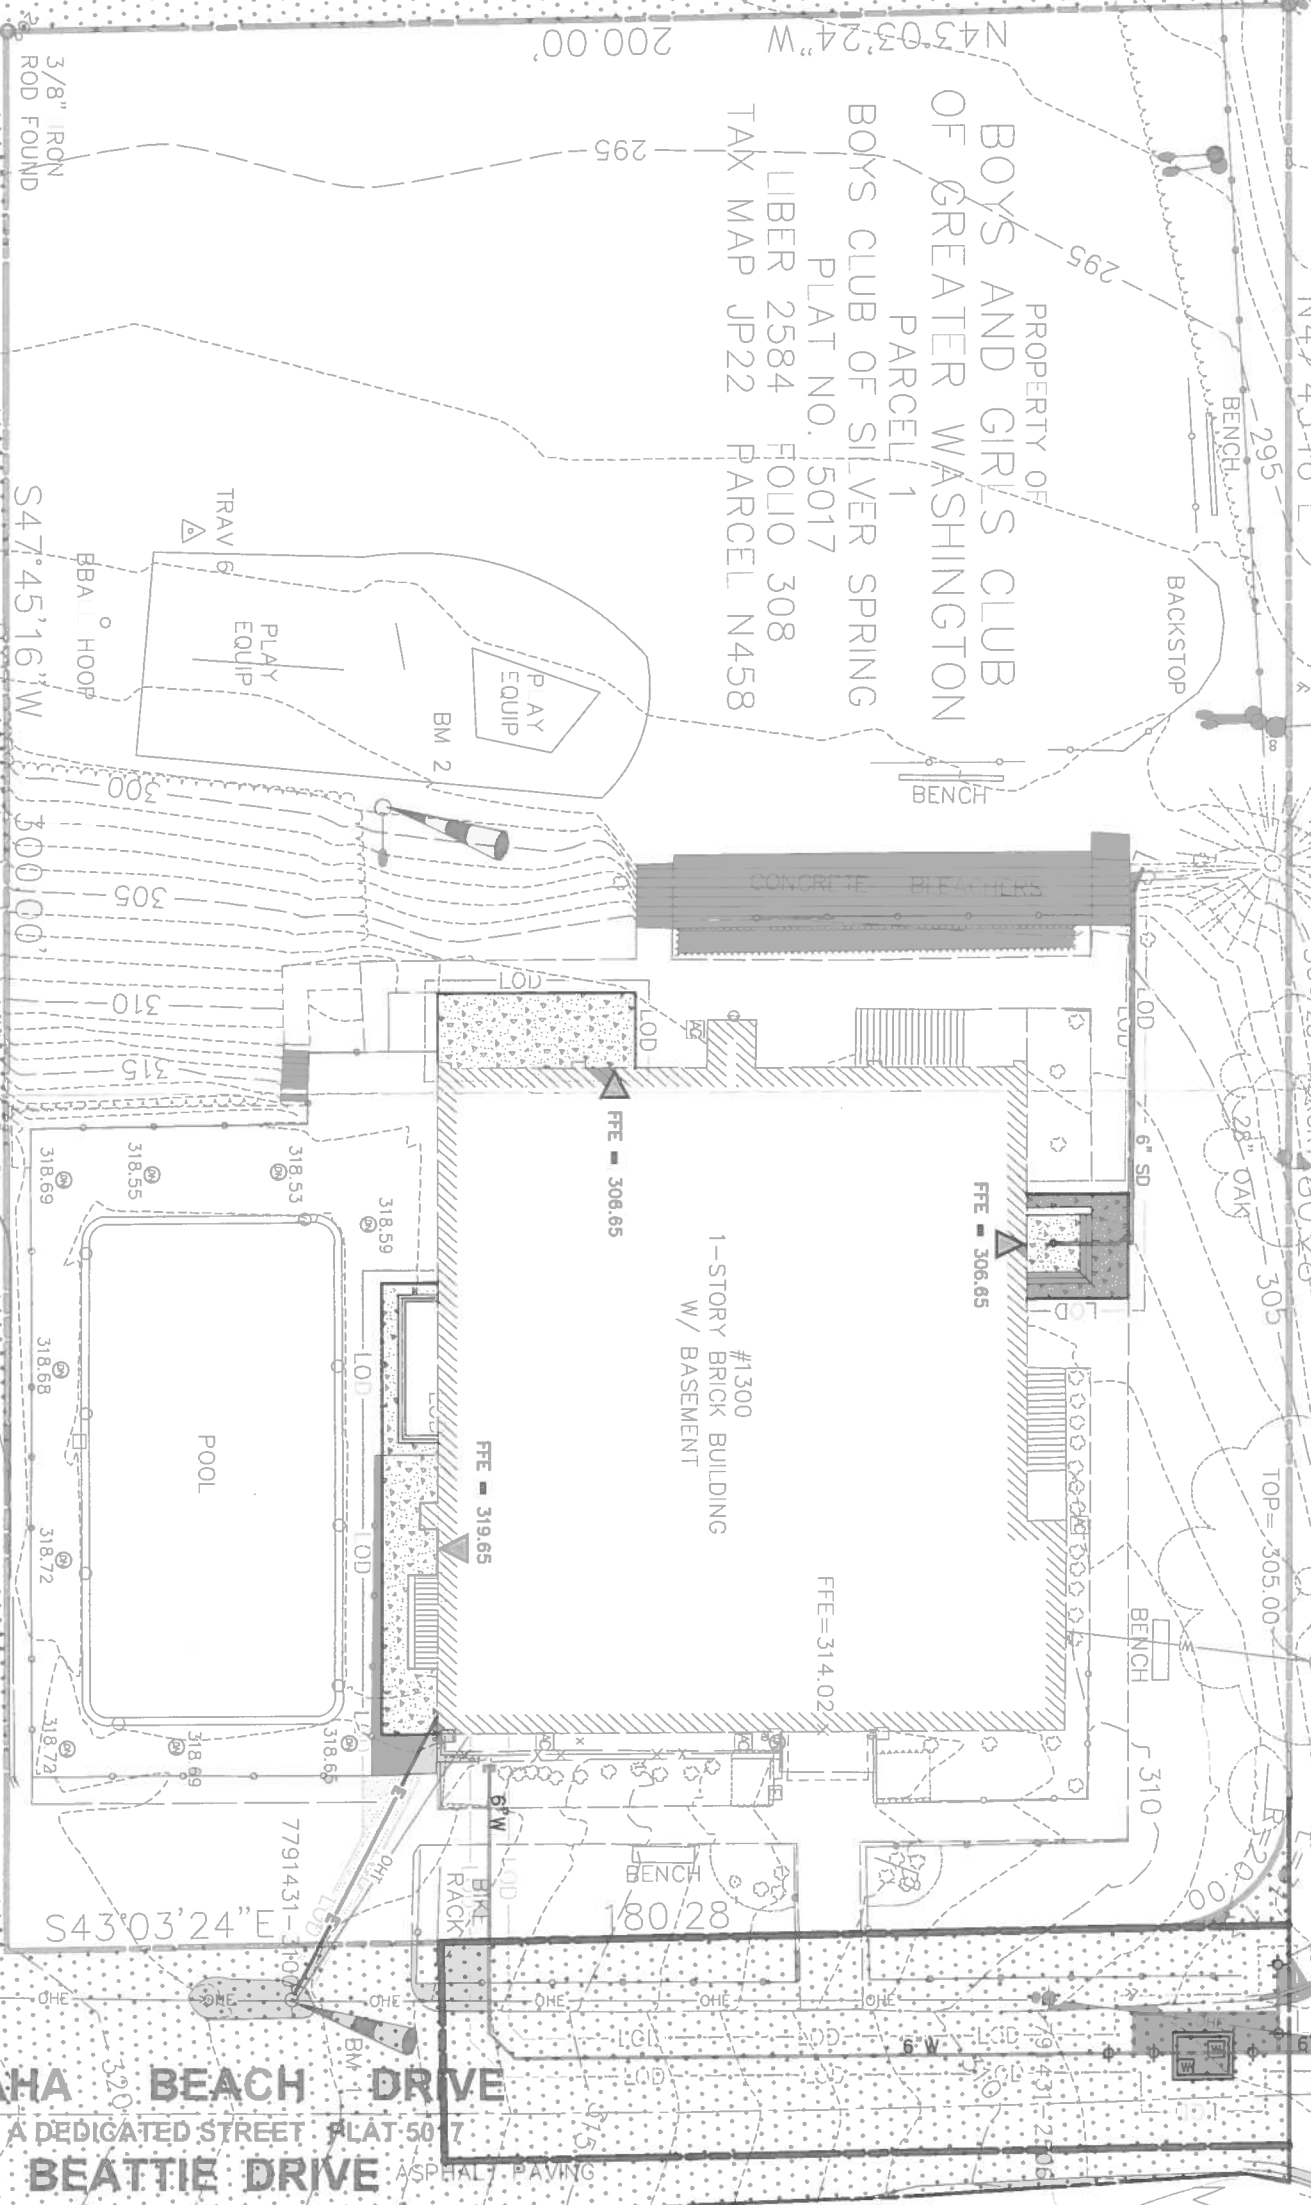 N43°03'24"W
200.00'
3/8" IRON
ROD FOUND
295
295
295
PROPERTY OF
BOYS AND GIRLS CLUB
OF GREATER WASHINGTON
PARCEL 1
BOYS CLUB OF SILVER SPRING
PLAT NO. 5017
LIBER 2584 FOLIO 308
TAX MAP JP22 PARCEL N458
BENCH
BACKSTOP
BENCH
TRAV 6
PLAY
EQUIP
PLAY
EQUIP
BM 2
S47°45'16"W
300.00'
300
305
310
315
CONCRETE BLEACHERS
LOD
LOD
LOD
6" SD
28" OAK
305
TOP= 305.00
FFE = 306.65
FFE = 306.65
#1300
1-STORY BRICK BUILDING
W/ BASEMENT
318.69
318.55
318.53
318.59
318.68
318.72
318.72
318.69
318.65
POOL
LOD
LOD
FFE = 319.65
FFE=314.02
BENCH
W
310
6"W
LOD
BENCH
BIKE
RACK
180.28
S43°03'24"E
OHE
OHE
OHE
OHE
OHE
OHE
6"W
LOD
LOD
LOD
BM 1
320
315
BEACH DRIVE
A DEDICATED STREET PLAT 5017
BEATTIE DRIVE
ASPHALT PAVING